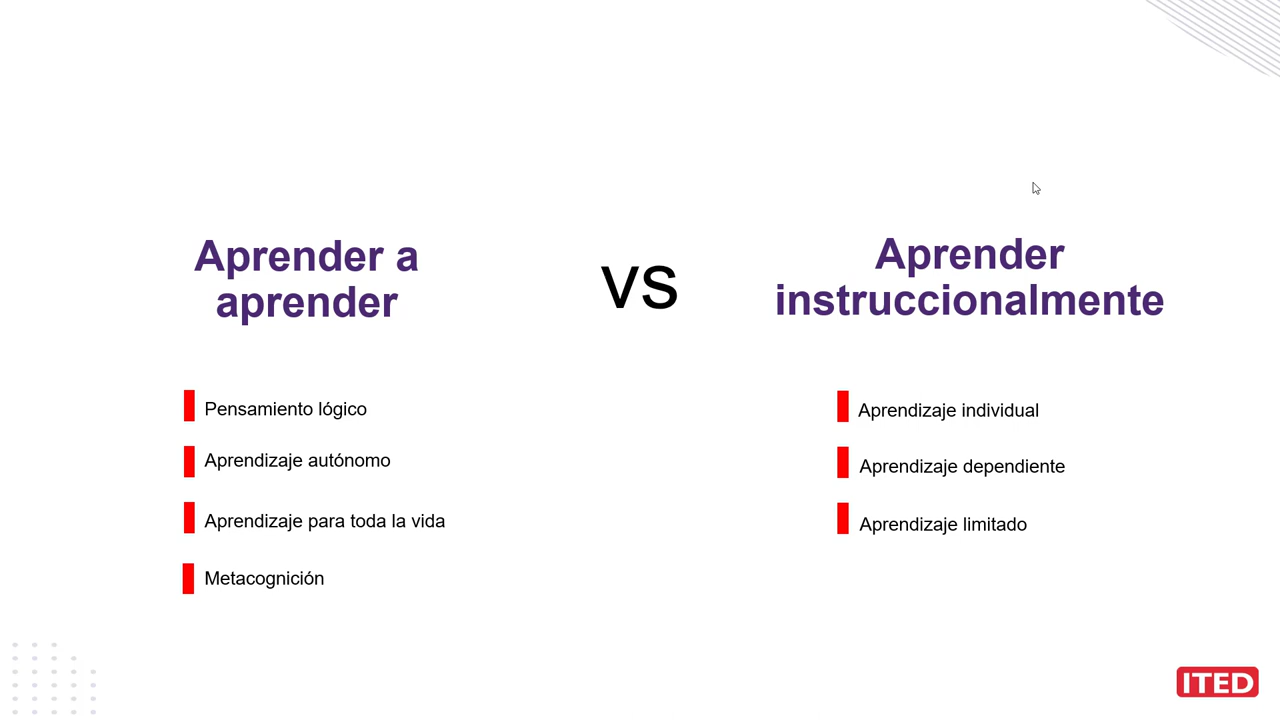 Aprender a
aprender
vs
Aprender
instruccionalmente
Pensamiento lógico
Aprendizaje autónomo
Aprendizaje para toda la vida
Metacognición
Aprendizaje individual
Aprendizaje dependiente
Aprendizaje limitado
ITED